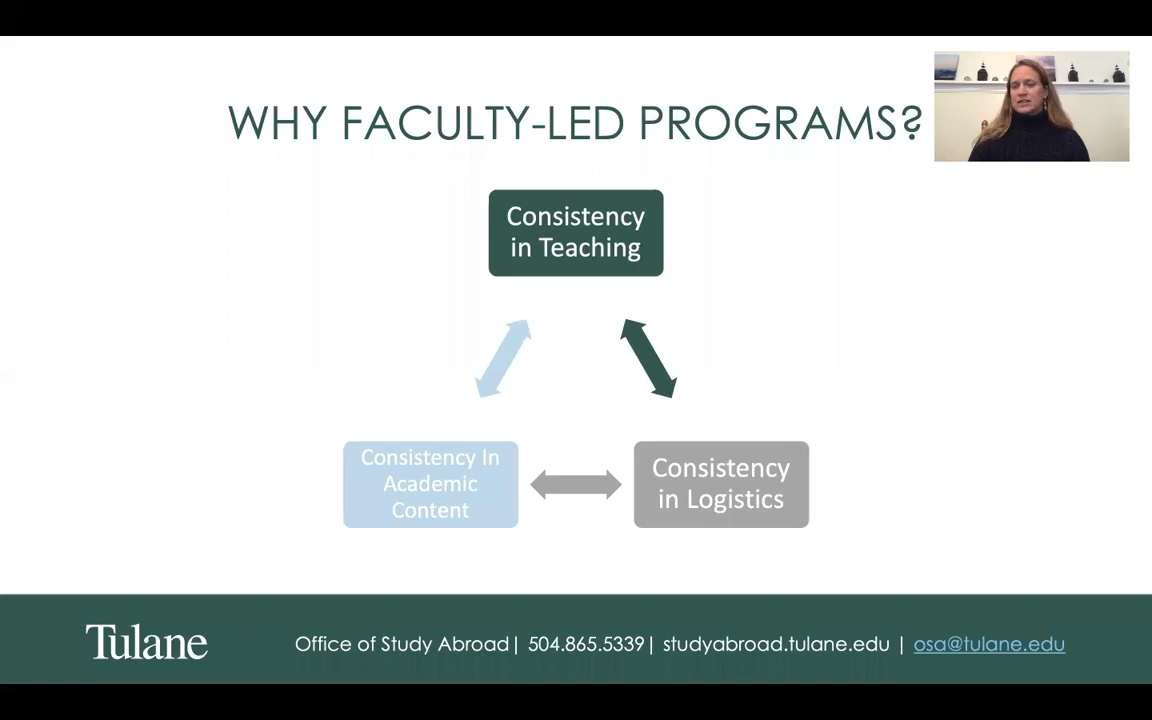 WHY FACULTY-LED PROGRAMS?
Consistency
in Teaching
Consistency In
Academic
Content
Consistency
in Logistics
Tulane
Office of Study Abroad| 504.865.5339| studyabroad.tulane.edu | osa@tulane.edu